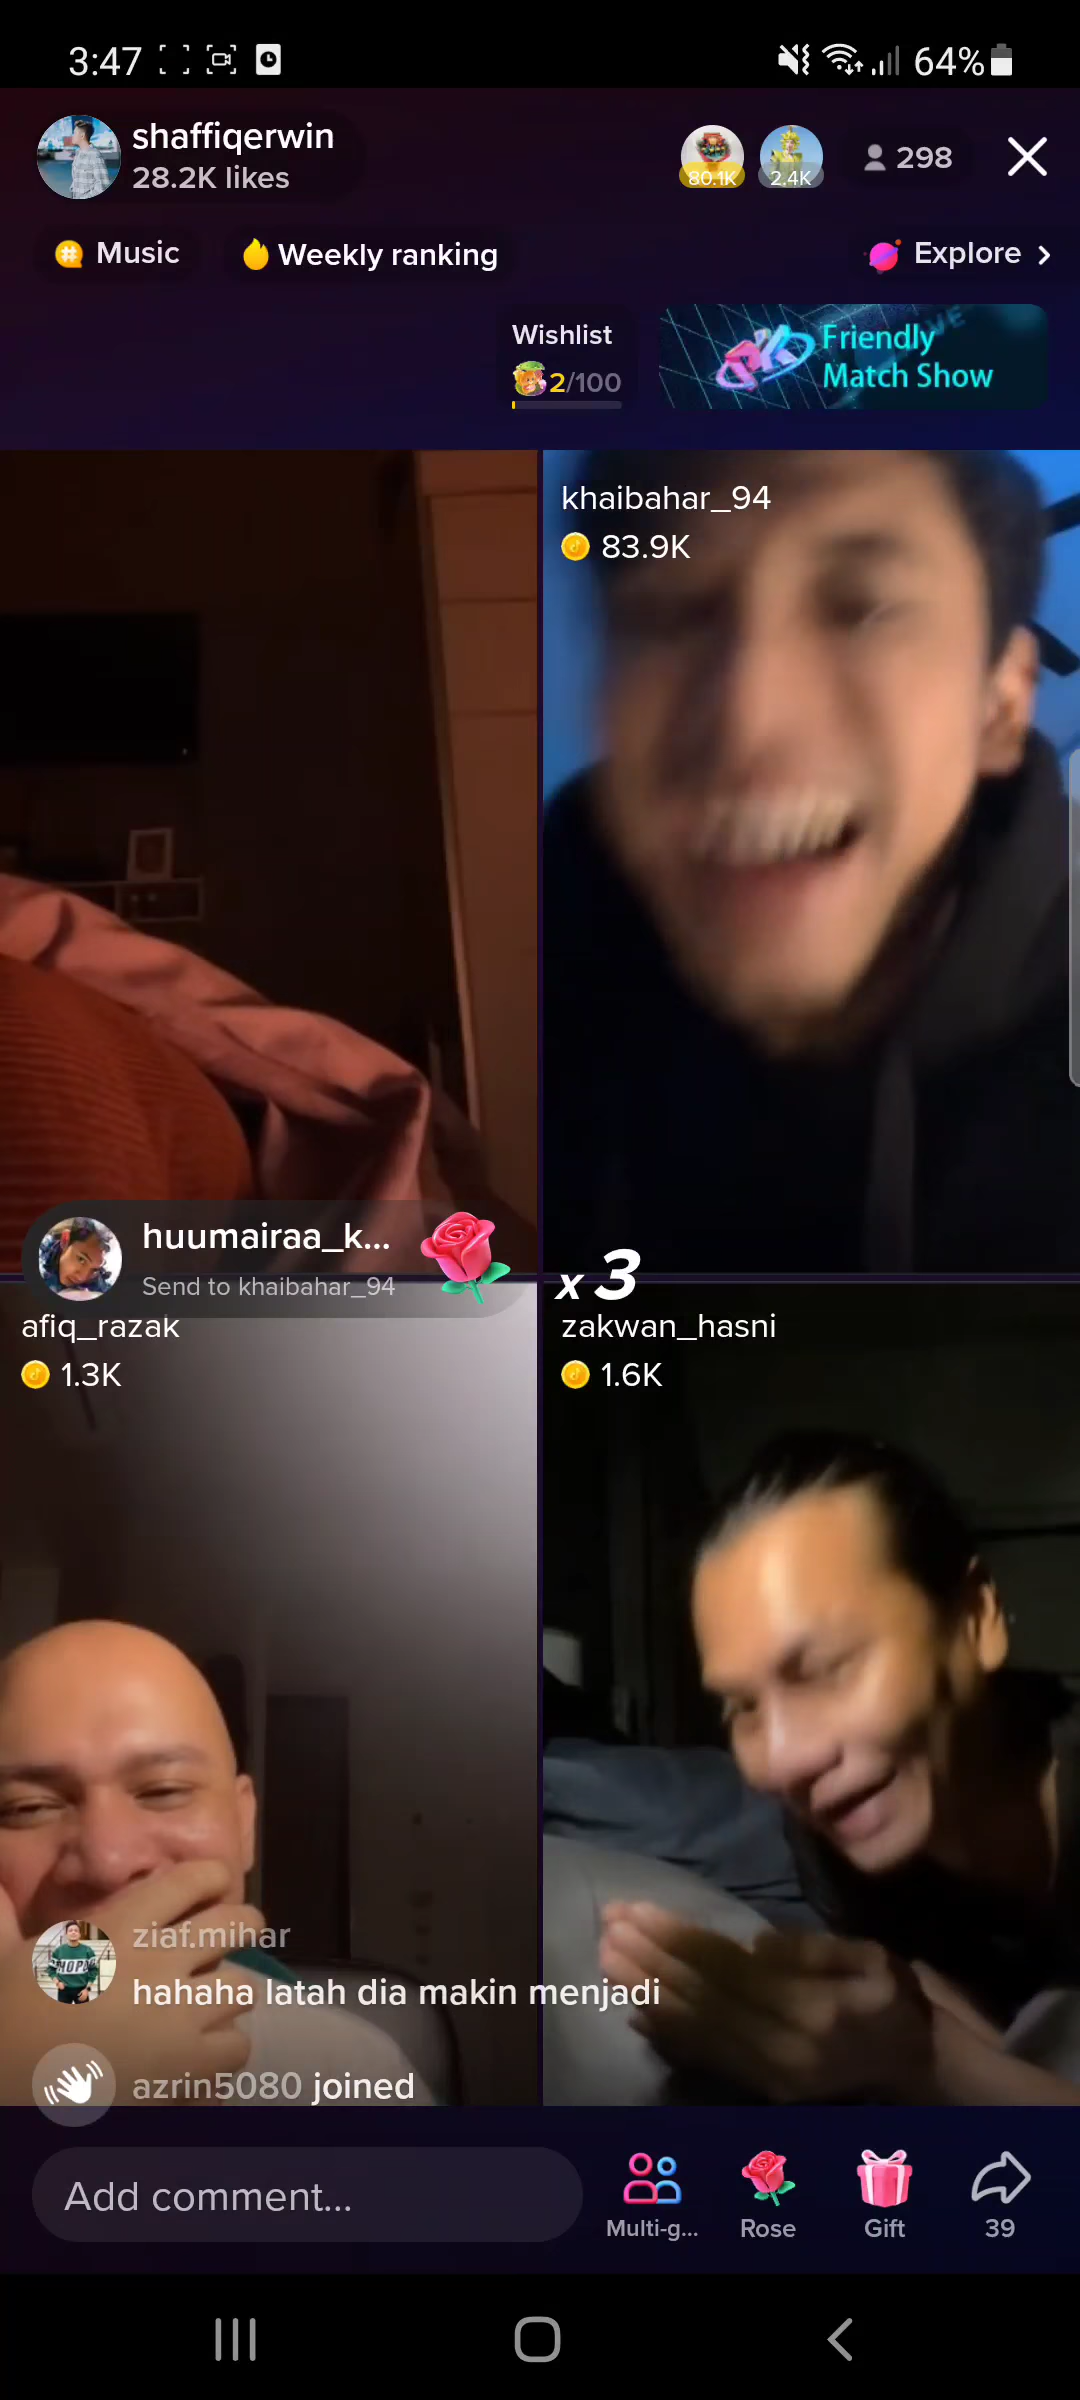 3:47
64%
shaffiqerwin
28.2K likes
80.1K
2.4K
298
Music
Weekly ranking
Explore
Wishlist
2/100
Friendly
Match Show
khaibahar_94
83.9K
huumairaa_k...
Send to khaibahar_94
x 3
afiq_razak
1.3K
zakwan_hasni
1.6K
ziaf.mihar
hahaha latah dia makin menjadi
azrin5080 joined
Add comment...
Multi-g...
Rose
Gift
39